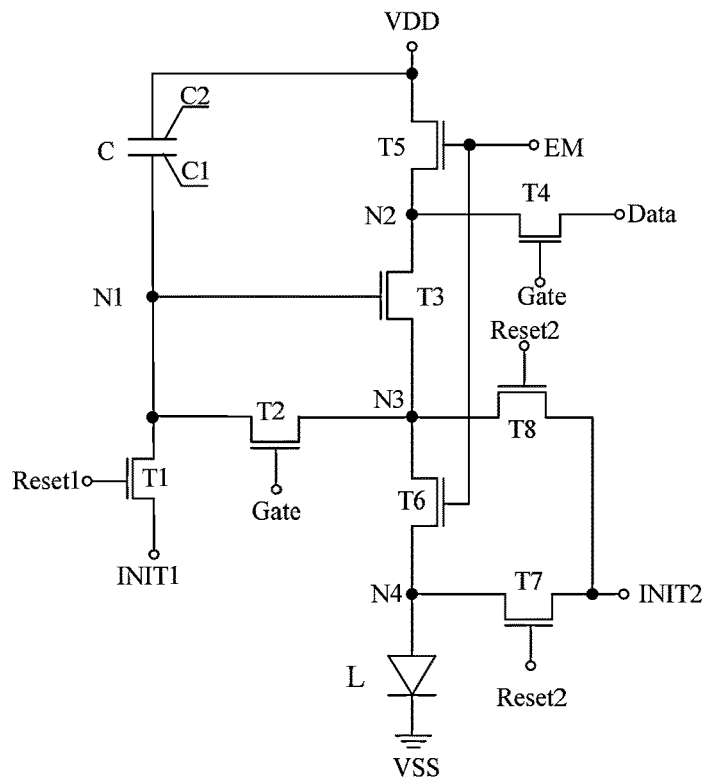 VDD
C2
C
C1
T5
EM
T4
N2
Data
N1
T3
Gate
Reset2
N3
T2
T8
Reset1
T1
T6
Gate
INIT1
T7
N4
INIT2
L
Reset2
VSS